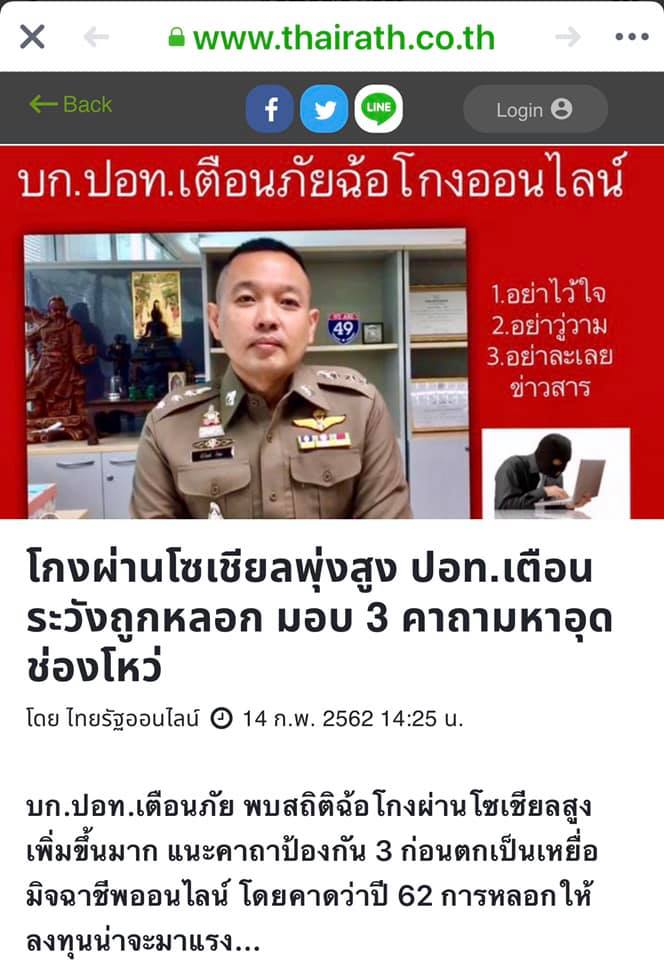 www.thairath.co.th
Back
LINE
Login
บก.ปอท.เตือนภัยฉ้อโกงออนไลน์
1.อย่าไว้ใจ
2.อย่าวู่วาม
3.อย่าละเลย
ข่าวสาร
WE ARE
49
โกงผ่านโซเชียลพุ่งสูง ปอท.เตือน
ระวังถูกหลอก มอบ 3 คาถามหาอุด
ช่องโหว่
โดย ไทยรัฐออนไลน์ 14 ก.พ. 2562 14:25 น.
บก.ปอท.เตือนภัย พบสถิติฉ้อโกงผ่านโซเชียลสูง
เพิ่มขึ้นมาก แนะคาถาป้องกัน 3 ก่อนตกเป็นเหยื่อ
มิจฉาชีพออนไลน์ โดยคาดว่าปี 62 การหลอกให้
ลงทุนน่าจะมาแรง...